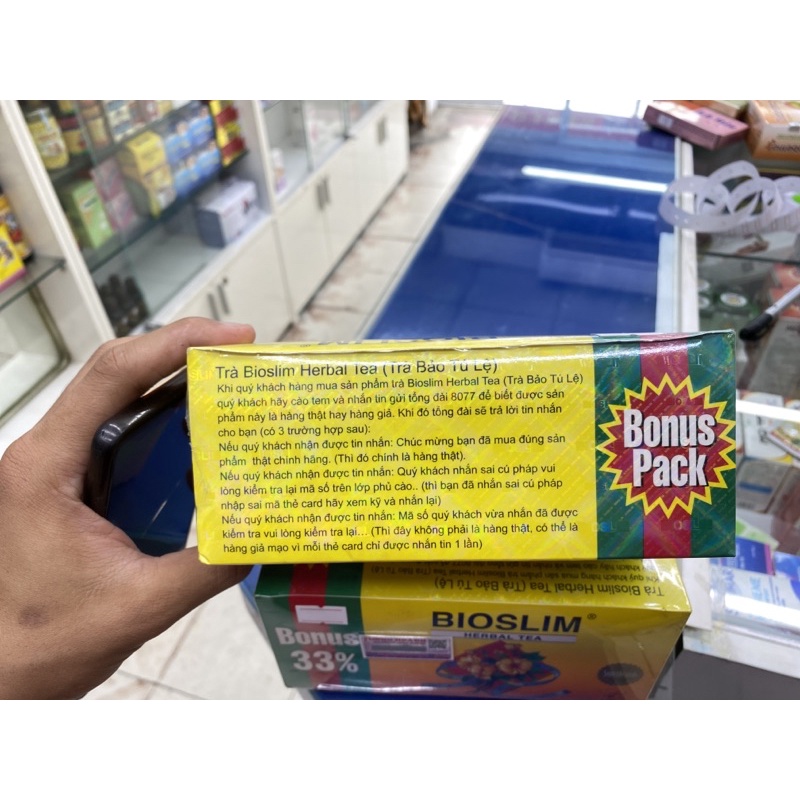 Trà Bioslim Herbal Tea (Trà Bảo Tú Lệ)
Khi quý khách hàng mua sản phẩm trà Bioslim Herbal Tea (Trà Bảo Tú Lệ)
quý khách hãy cào tem và nhắn tin gửi tổng đài 8077 để biết được sản
phẩm này là hàng thật hay hàng giả. Khi đó tổng đài sẽ trả lời tin nhắn
cho bạn (có 3 trường hợp sau):
Nếu quý khách nhận được tin nhắn: Chúc mừng bạn đã mua đúng sản
phẩm thật chính hãng. (Thì đó chính là hàng thật).
Nếu quý khách nhận được tin nhắn: Quý khách nhắn sai cú pháp vui
lòng kiểm tra lại mã số trên lớp phủ cào.. (thì bạn đã nhắn sai cú pháp
nhập sai mã thẻ card hãy xem kỹ và nhắn lại)
Nếu quý khách nhận được tin nhắn: Mã số quý khách vừa nhắn đã được
kiểm tra vui lòng kiểm tra lại... (Thì đây không phải là hàng thật, có thể là
hàng giả mạo vì mỗi thẻ card chỉ được nhắn tin 1 lần)
Bonus
Pack
Trà Bioslim Herbal Tea (Trà Bảo Tú Lệ)
BIOSLIM®
HERBAL TEA
Bonus
33%